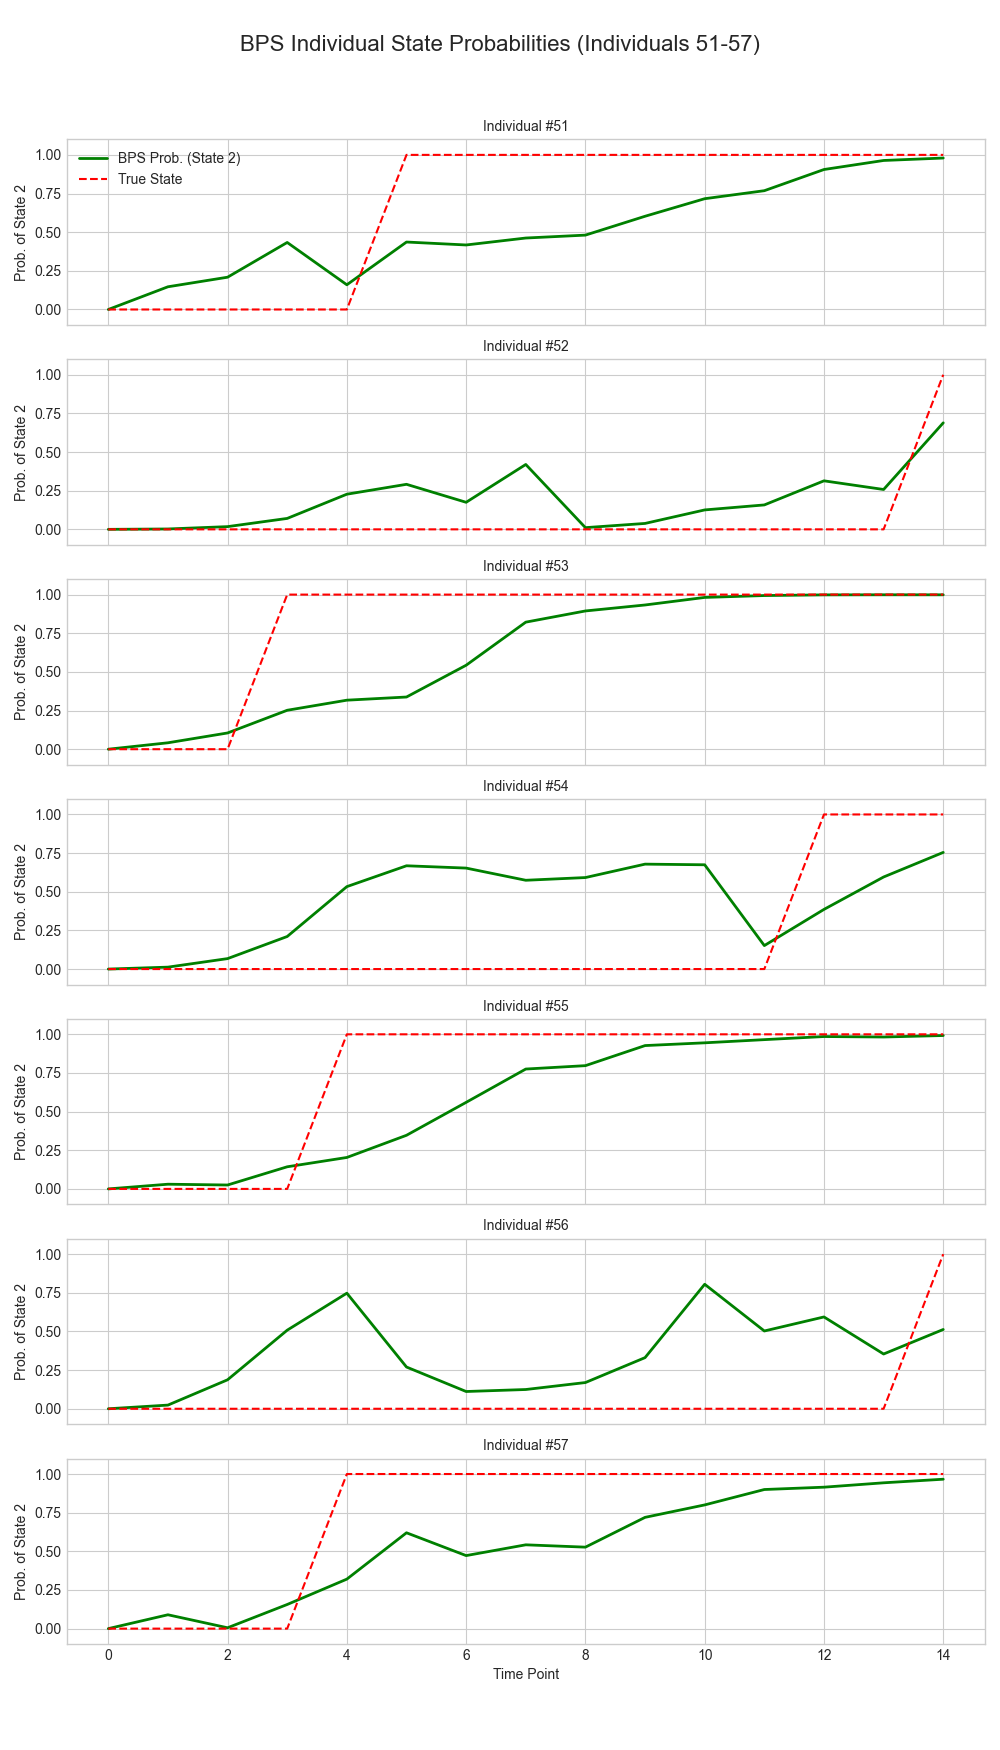 BPS Individual State Probabilities (Individuals 51-57)
Individual #51
1.00
0.75
0.50
0.25
0.00
Prob. of State 2
BPS Prob. (State 2)
True State
Individual #52
1.00
0.75
0.50
0.25
0.00
Prob. of State 2
Individual #53
1.00
0.75
0.50
0.25
0.00
Prob. of State 2
Individual #54
1.00
0.75
0.50
0.25
0.00
Prob. of State 2
Individual #55
1.00
0.75
0.50
0.25
0.00
Prob. of State 2
Individual #56
1.00
0.75
0.50
0.25
0.00
Prob. of State 2
Individual #57
1.00
0.75
0.50
0.25
0.00
Prob. of State 2
0 2 4 6 8 10 12 14
Time Point